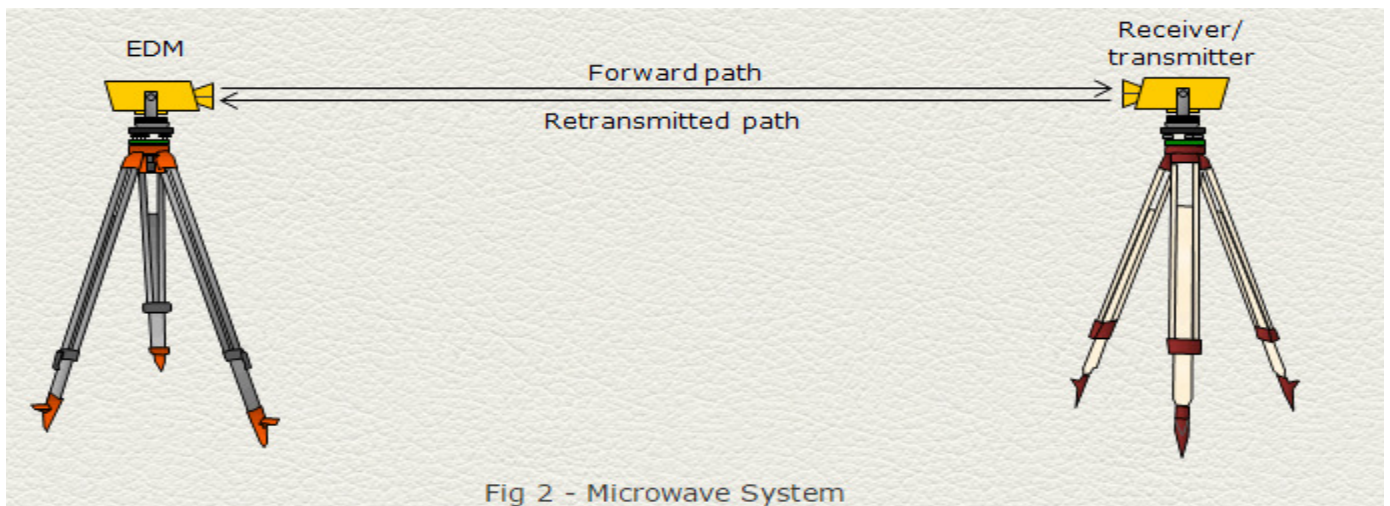 EDM
Receiver/
transmitter
Forward path
Retransmitted path
Fig 2 - Microwave System